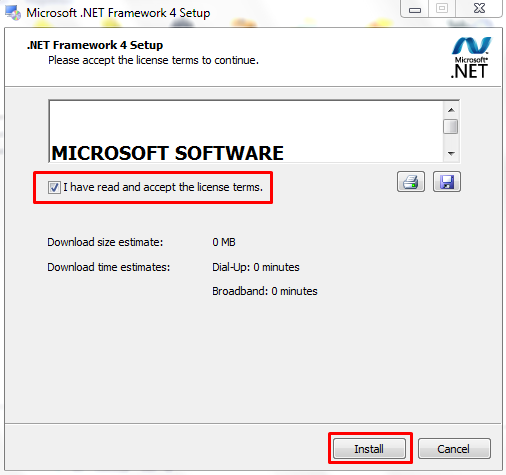 Microsoft .NET Framework 4 Setup
.NET Framework 4 Setup
Please accept the license terms to continue.
Microsoft®
.NET
MICROSOFT SOFTWARE
I have read and accept the license terms.
Download size estimate: 0 MB
Download time estimates: Dial-Up: 0 minutes
Broadband: 0 minutes
Install Cancel